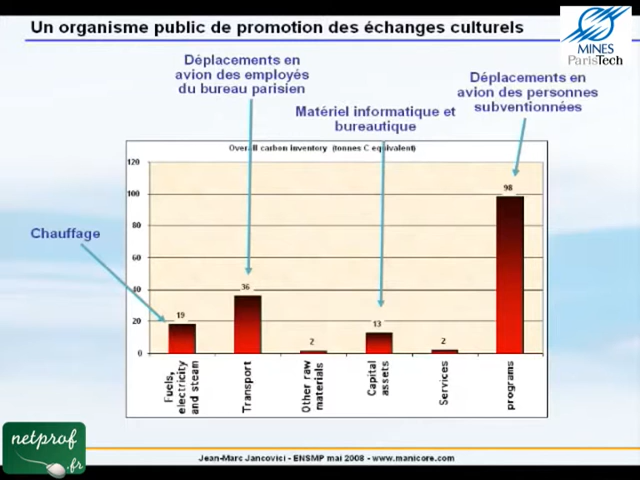 Un organisme public de promotion des échanges culturels
MINES
ParisTech
Déplacements en
avion des employés
du bureau parisien
Matériel informatique et
bureautique
Déplacements en
avion des personnes
subventionnées
Chauffage
Overall carbon inventory (tonnes C equivalent)
120
100
80
60
40
20
0
19
36
2
13
2
98
Fuels,
electricity
and steam
Transport
Other raw
materials
Capital
assets
Services
programs
netprof
.fr
Jean-Marc Jancovici - ENSMP mai 2008 - www.manicore.com